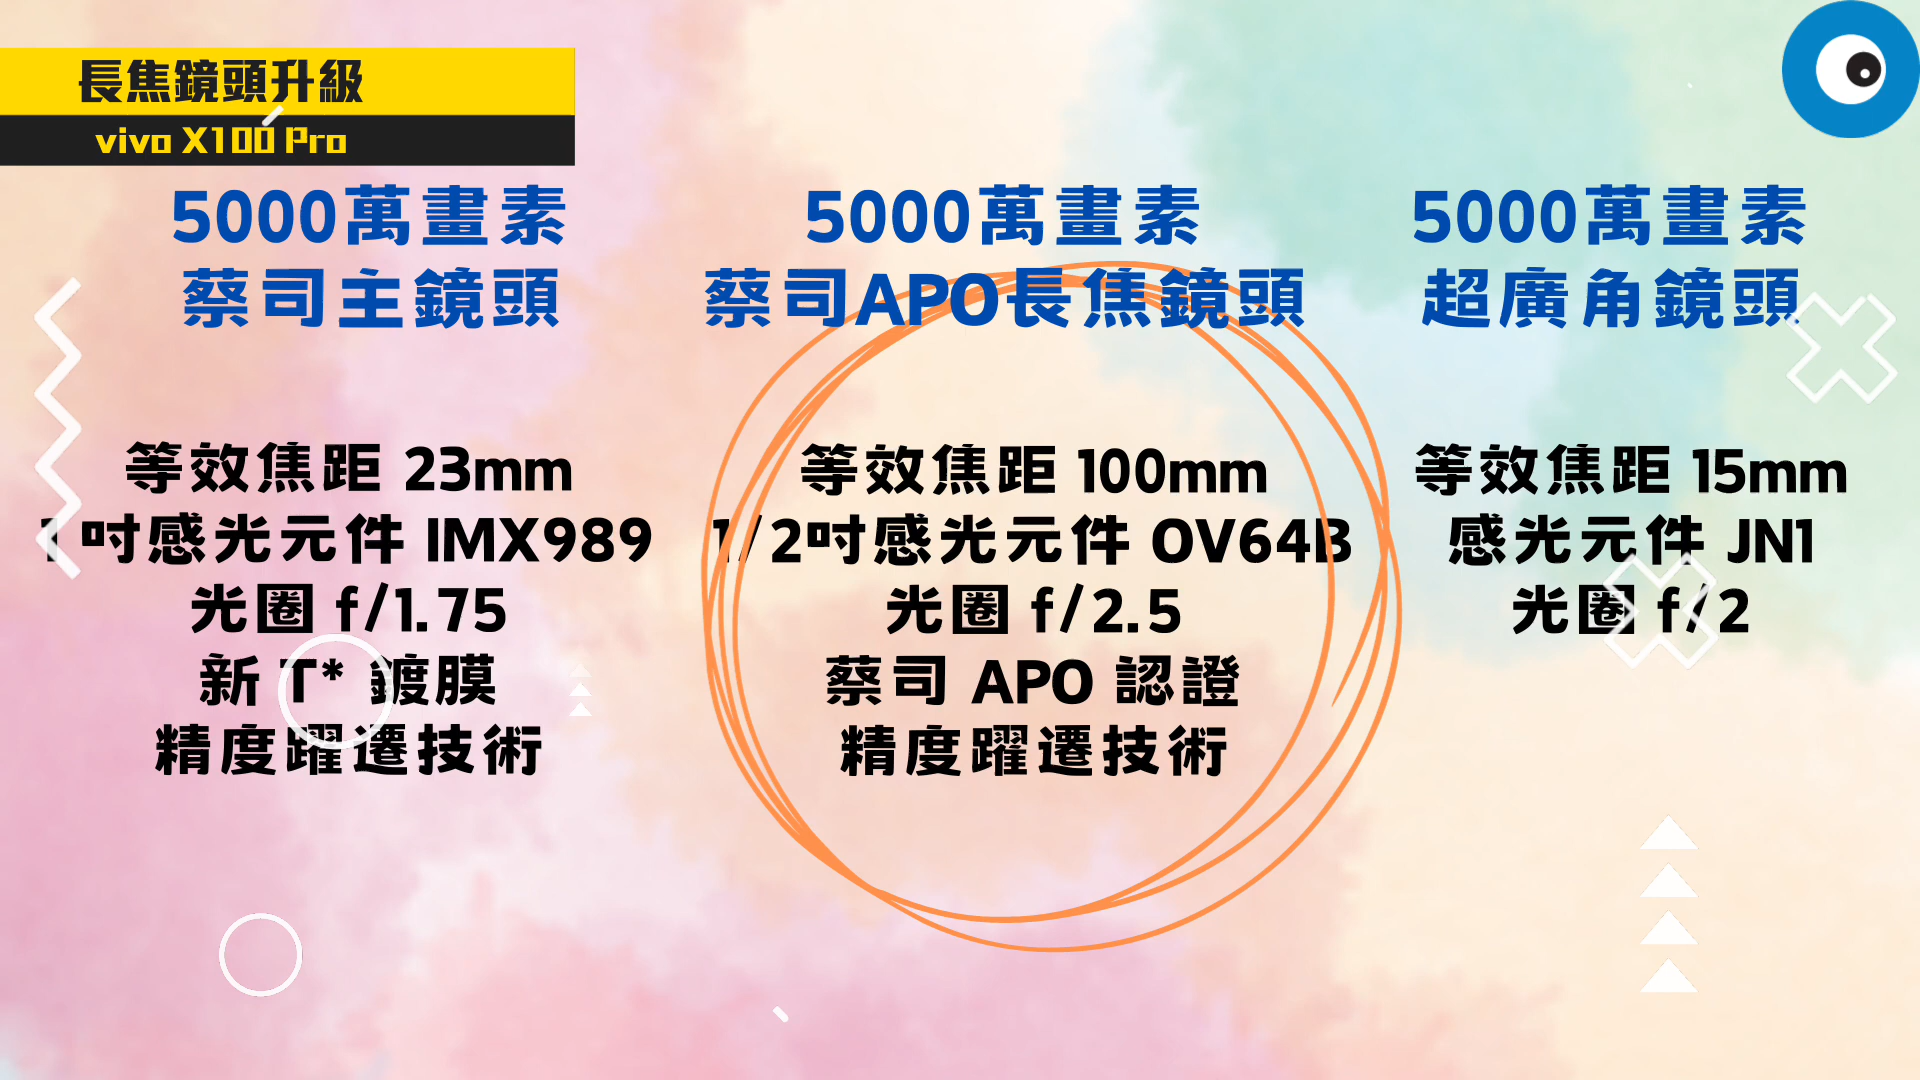 長焦鏡頭升級
vivo X100 Pro
5000萬畫素
蔡司主鏡頭
等效焦距 23mm
1 吋感光元件 IMX989
光圈 f/1.75
新 T* 鍍膜
精度躍遷技術
5000萬畫素
蔡司APO長焦鏡頭
等效焦距 100mm
1/2吋感光元件 OV64B
光圈 f/2.5
蔡司 APO 認證
精度躍遷技術
5000萬畫素
超廣角鏡頭
等效焦距 15mm
感光元件 JN1
光圈 f/2